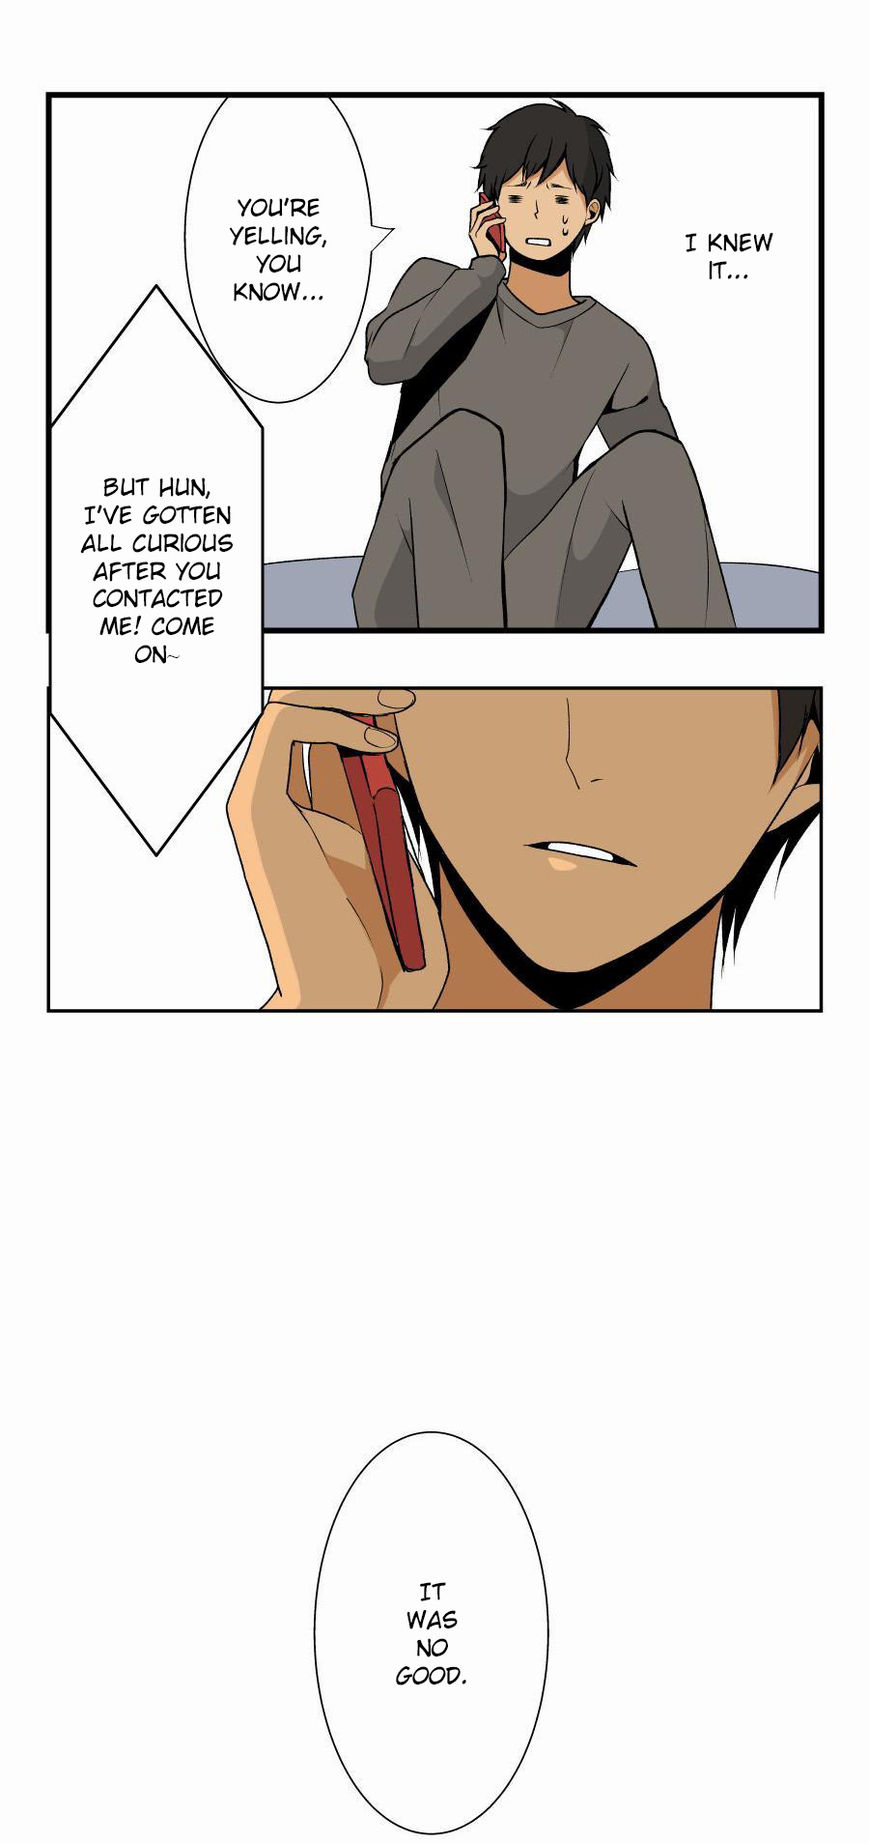 I KNEW
IT...
YOU'RE
YELLING,
YOU
KNOW...
BUT HUN,
I'VE GOTTEN
ALL CURIOUS
AFTER YOU
CONTACTED
ME! COME
ON~
IT
WAS
NO
GOOD.